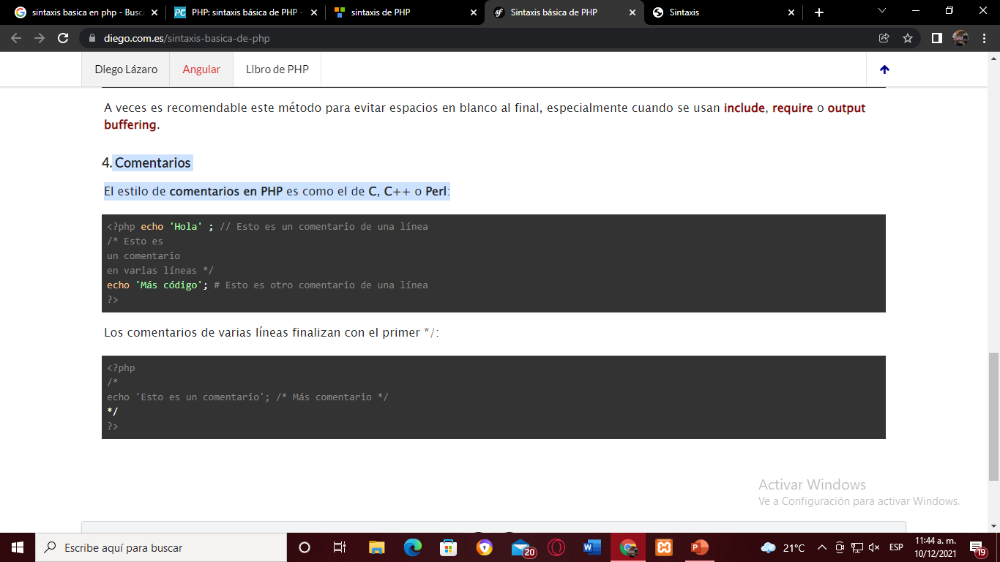 sintaxis basica en php - Busc
PHP: sintaxis básica de PHP -
sintaxis de PHP
Sintaxis básica de PHP
Sintaxis
diego.com.es/sintaxis-basica-de-php
Diego Lázaro
Angular
Libro de PHP
A veces es recomendable este método para evitar espacios en blanco al final, especialmente cuando se usan include, require o output
buffering.
4. Comentarios
El estilo de comentarios en PHP es como el de C, C++ o Perl:
<?php echo 'Hola' ; // Esto es un comentario de una línea
/* Esto es
un comentario
en varias líneas */
echo 'Más código'; # Esto es otro comentario de una línea
?>
Los comentarios de varias líneas finalizan con el primer */:
<?php
/*
echo 'Esto es un comentario'; /* Más comentario */
*/
?>
Activar Windows
Ve a Configuración para activar Windows.
Escribe aquí para buscar
20
21°C
ESP
11:44 a. m.
10/12/2021
19